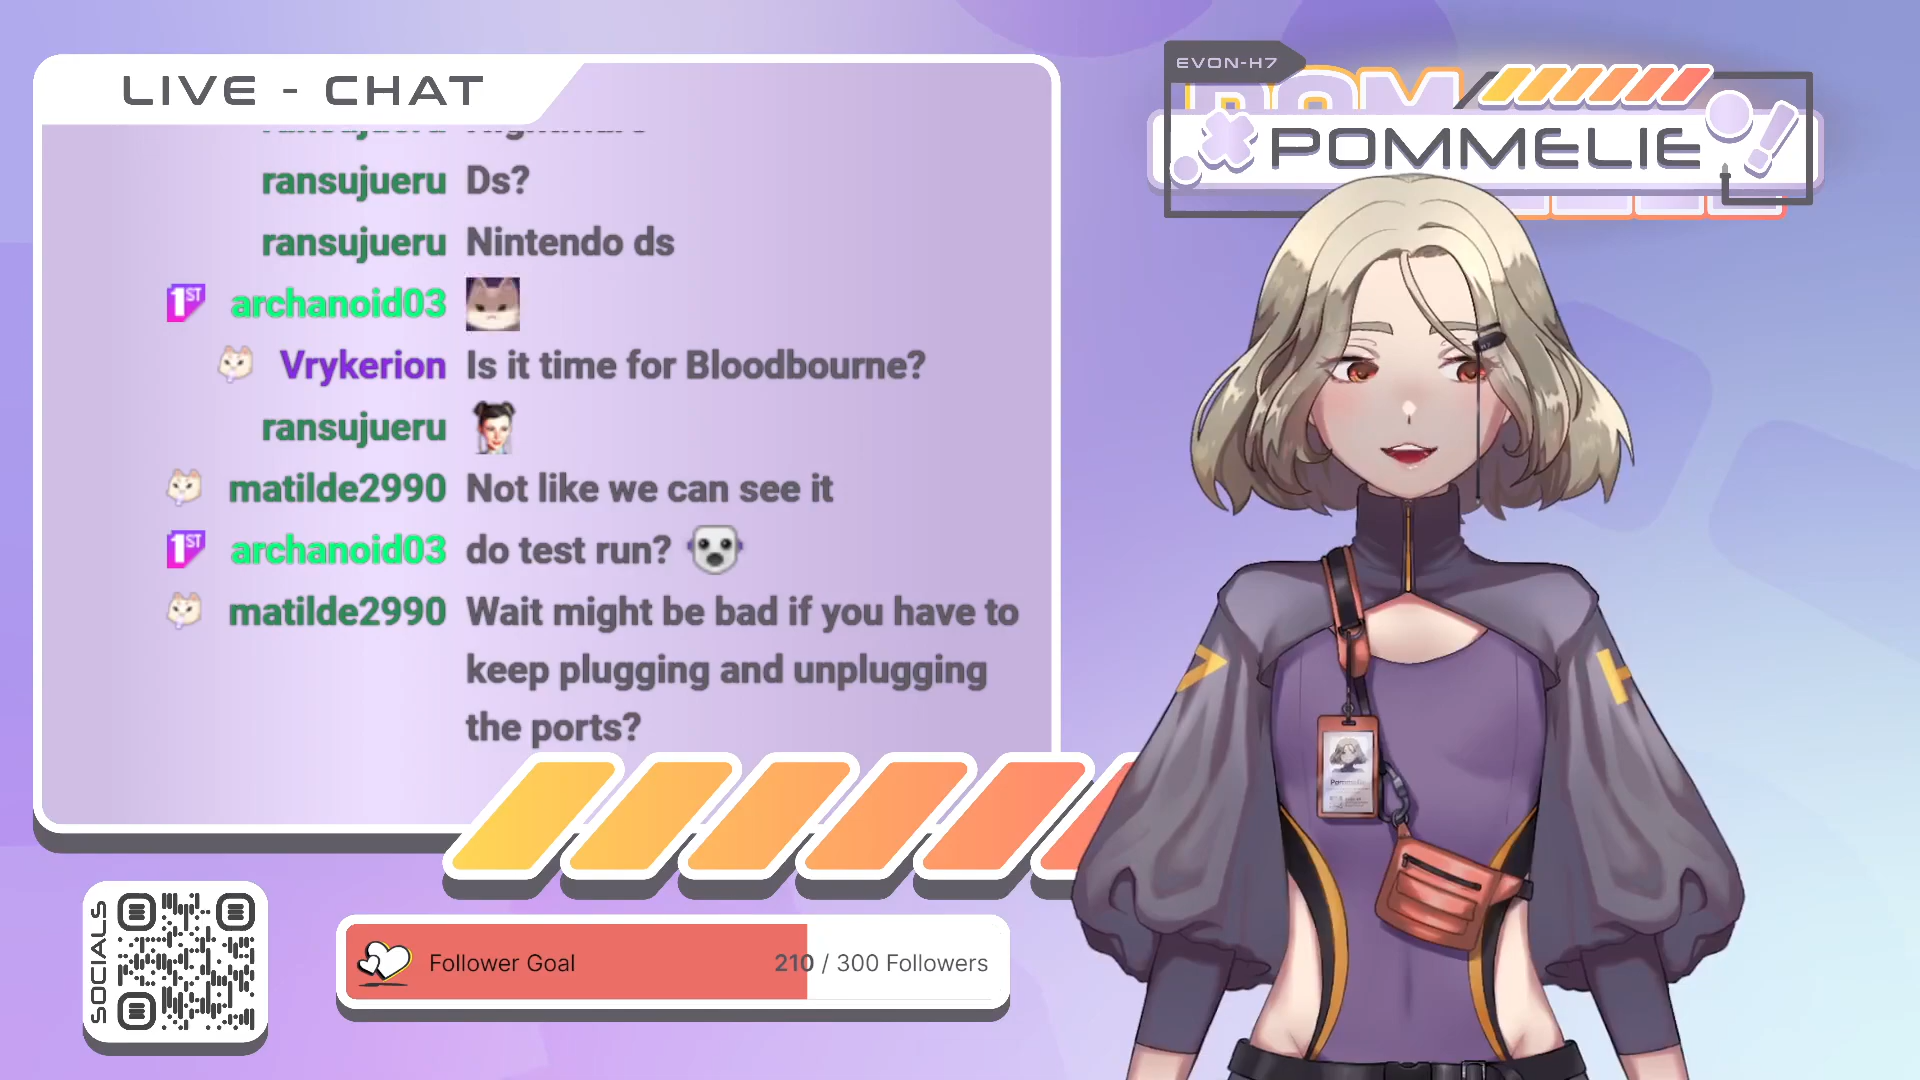 LIVE - CHAT
EVON-H7
POMMELIE
ransujueru Ds?
ransujueru Nintendo ds
1ST archanoid03
Vrykerion Is it time for Bloodbourne?
ransujueru
matilde2990 Not like we can see it
1ST archanoid03 do test run?
matilde2990 Wait might be bad if you have to
keep plugging and unplugging
the ports?
SOCIALS
Follower Goal 210 / 300 Followers